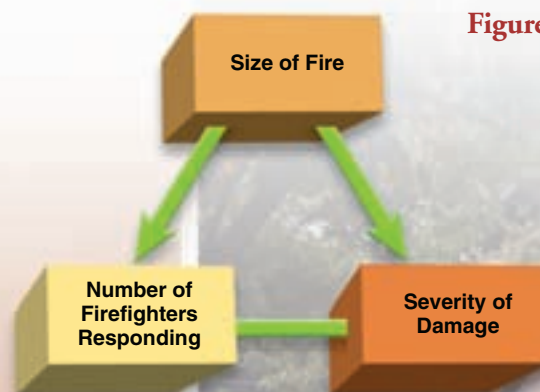 Figure
Size of Fire
Number of
Firefighters
Responding
Severity of
Damage